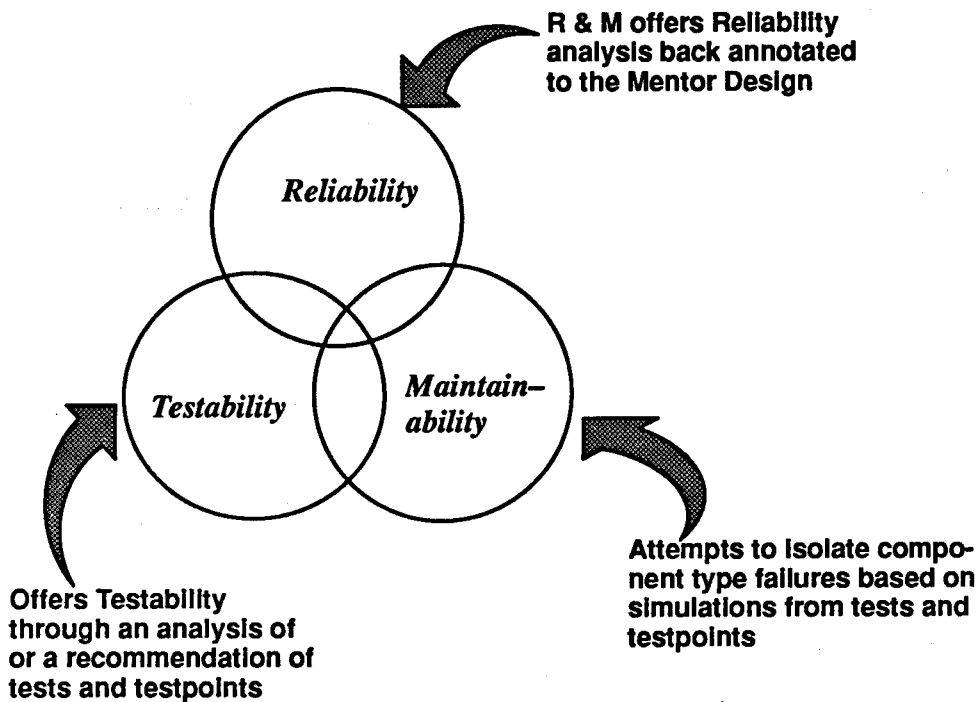 R & M offers Reliability
analysis back annotated
to the Mentor Design
Reliability
Testability
Maintain–
ability
Attempts to Isolate compo-
nent type failures based on
simulations from tests and
testpoints
Offers Testability
through an analysis of
or a recommendation of
tests and testpoints